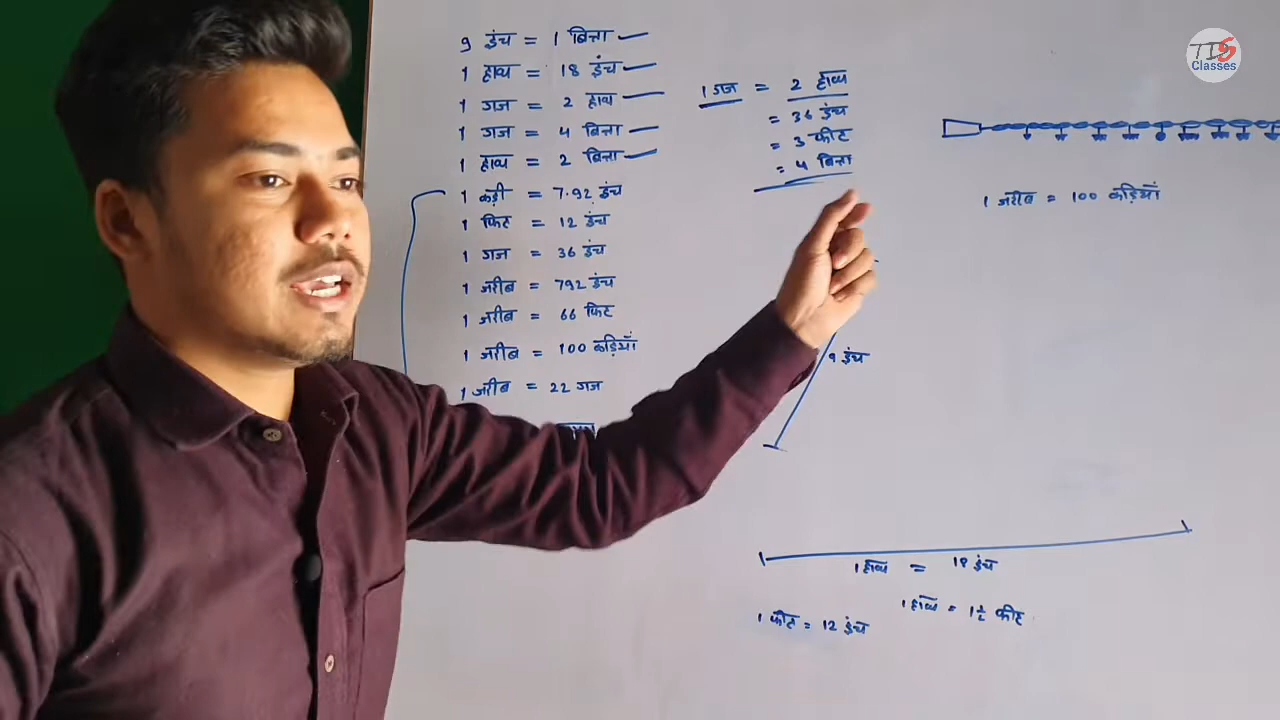 9 इंच = 1 बित्ता
1 हाथ = 18 इंच
1 गज = 2 हाथ
1 गज = 4 बित्ता
1 हाथ = 2 बित्ता
1 कड़ी = 7.92 इंच
1 फिट = 12 इंच
1 गज = 36 इंच
1 जरीब = 792 इंच
1 जरीब = 66 फिट
1 जरीब = 100 कड़ियाँ
1 जरीब = 22 गज
1 गज = 2 हाथ
= 36 इंच
= 3 फीट
= 4 बित्ता
TIS
Classes
1 जरीब = 100 कड़ियां
9 इंच
1 हाथ = 18 इंच
1 हाथ = 1 1/2 फीट
1 फीट = 12 इंच